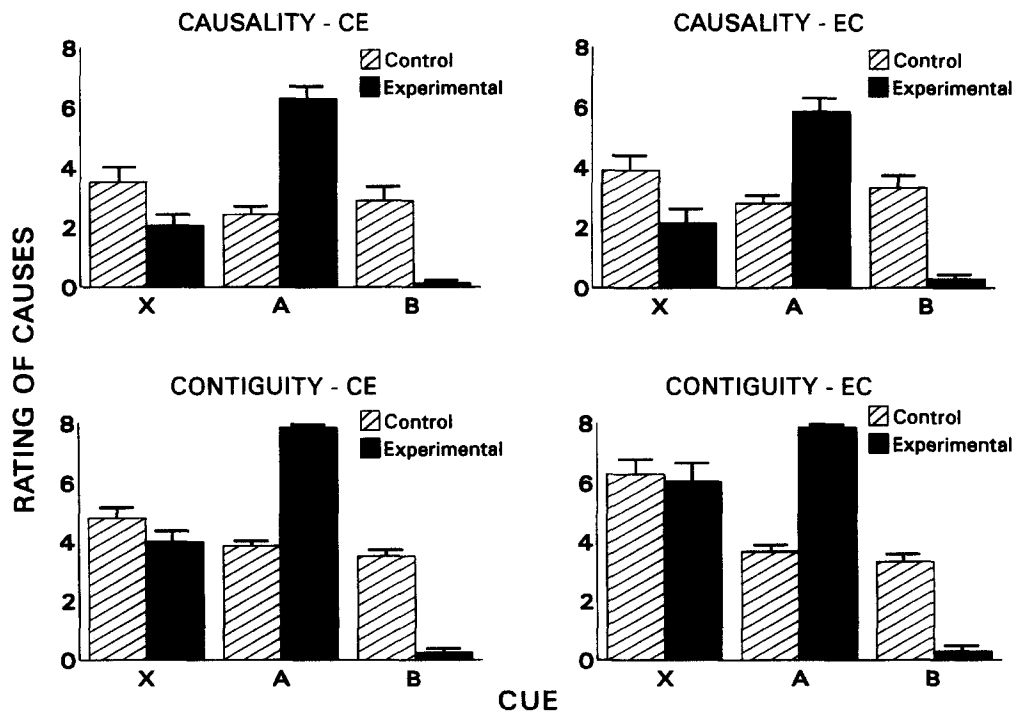 CAUSALITY - CE
Control
Experimental
8
6
4
2
0
X A B
CAUSALITY - EC
Control
Experimental
8
6
4
2
0
X A B
RATING OF CAUSES
CONTIGUITY - CE
Control
Experimental
8
6
4
2
0
X A B
CONTIGUITY - EC
Control
Experimental
8
6
4
2
0
X A B
CUE